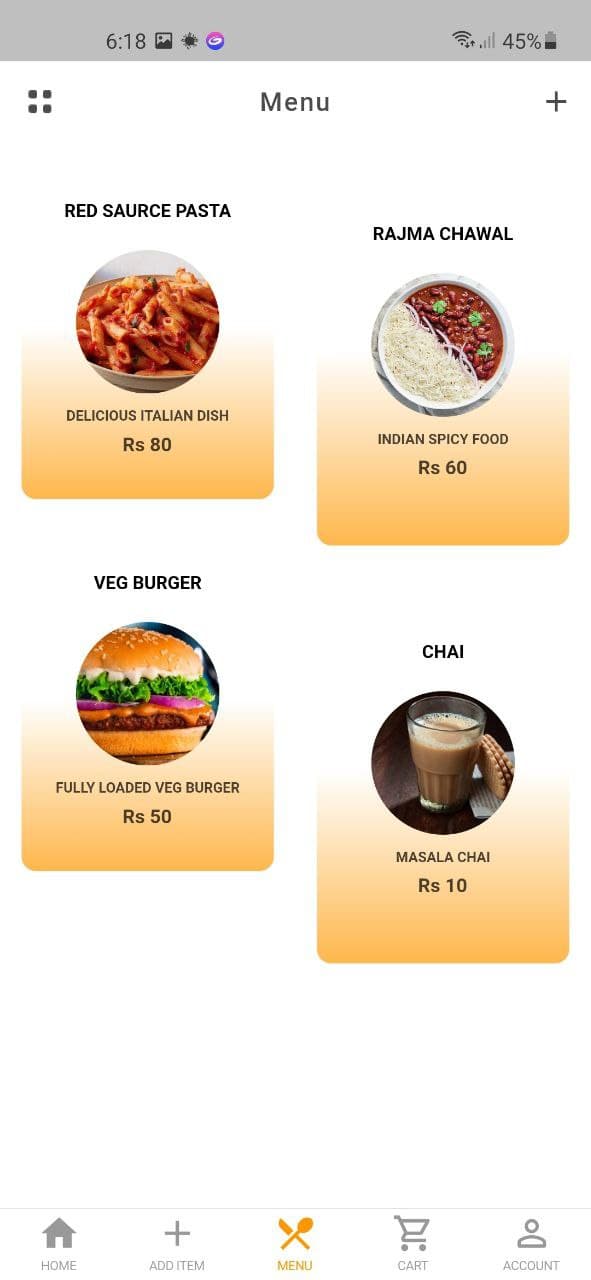 6:18 45%
Menu
RED SAURCE PASTA
DELICIOUS ITALIAN DISH
Rs 80
RAJMA CHAWAL
INDIAN SPICY FOOD
Rs 60
VEG BURGER
FULLY LOADED VEG BURGER
Rs 50
CHAI
MASALA CHAI
Rs 10
HOME ADD ITEM MENU CART ACCOUNT